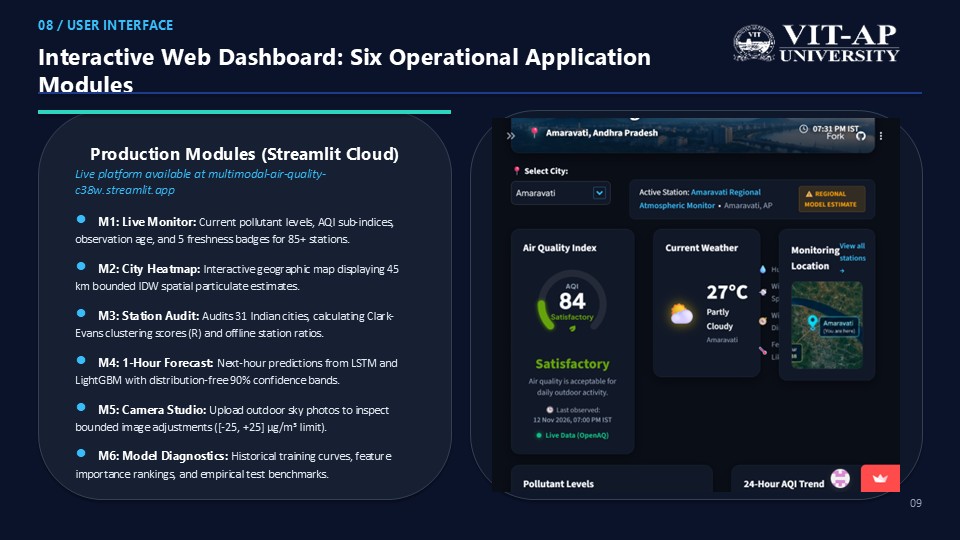 08 / USER INTERFACE
Interactive Web Dashboard: Six Operational Application
Modules
VIT
VIT-AP
UNIVERSITY
Production Modules (Streamlit Cloud)
Live platform available at multimodal-air-quality-
c38w.streamlit.app
M1: Live Monitor: Current pollutant levels, AQI sub-indices,
observation age, and 5 freshness badges for 85+ stations.
M2: City Heatmap: Interactive geographic map displaying 45
km bounded IDW spatial particulate estimates.
M3: Station Audit: Audits 31 Indian cities, calculating Clark-
Evans clustering scores (R) and offline station ratios.
M4: 1-Hour Forecast: Next-hour predictions from LSTM and
LightGBM with distribution-free 90% confidence bands.
M5: Camera Studio: Upload outdoor sky photos to inspect
bounded image adjustments ([-25, +25] µg/m³ limit).
M6: Model Diagnostics: Historical training curves, feature
importance rankings, and empirical test benchmarks.
Amaravati, Andhra Pradesh
07:31 PM IST
Fork
Select City:
Amaravati
Active Station: Amaravati Regional
Atmospheric Monitor • Amaravati, AP
REGIONAL
MODEL ESTIMATE
Air Quality Index
AQI
84
Satisfactory
Satisfactory
Air quality is acceptable for
daily outdoor activity.
Last observed:
12 Nov 2026, 07:00 PM IST
Live Data (OpenAQ)
Current Weather
27°C
Partly
Cloudy
Amaravati
Hu
Wi
Sp
Wi
Di
Fe
Li
Monitoring
Location
View all
stations
→
Amaravati
(You are here)
Pollutant Levels
24-Hour AQI Trend
09